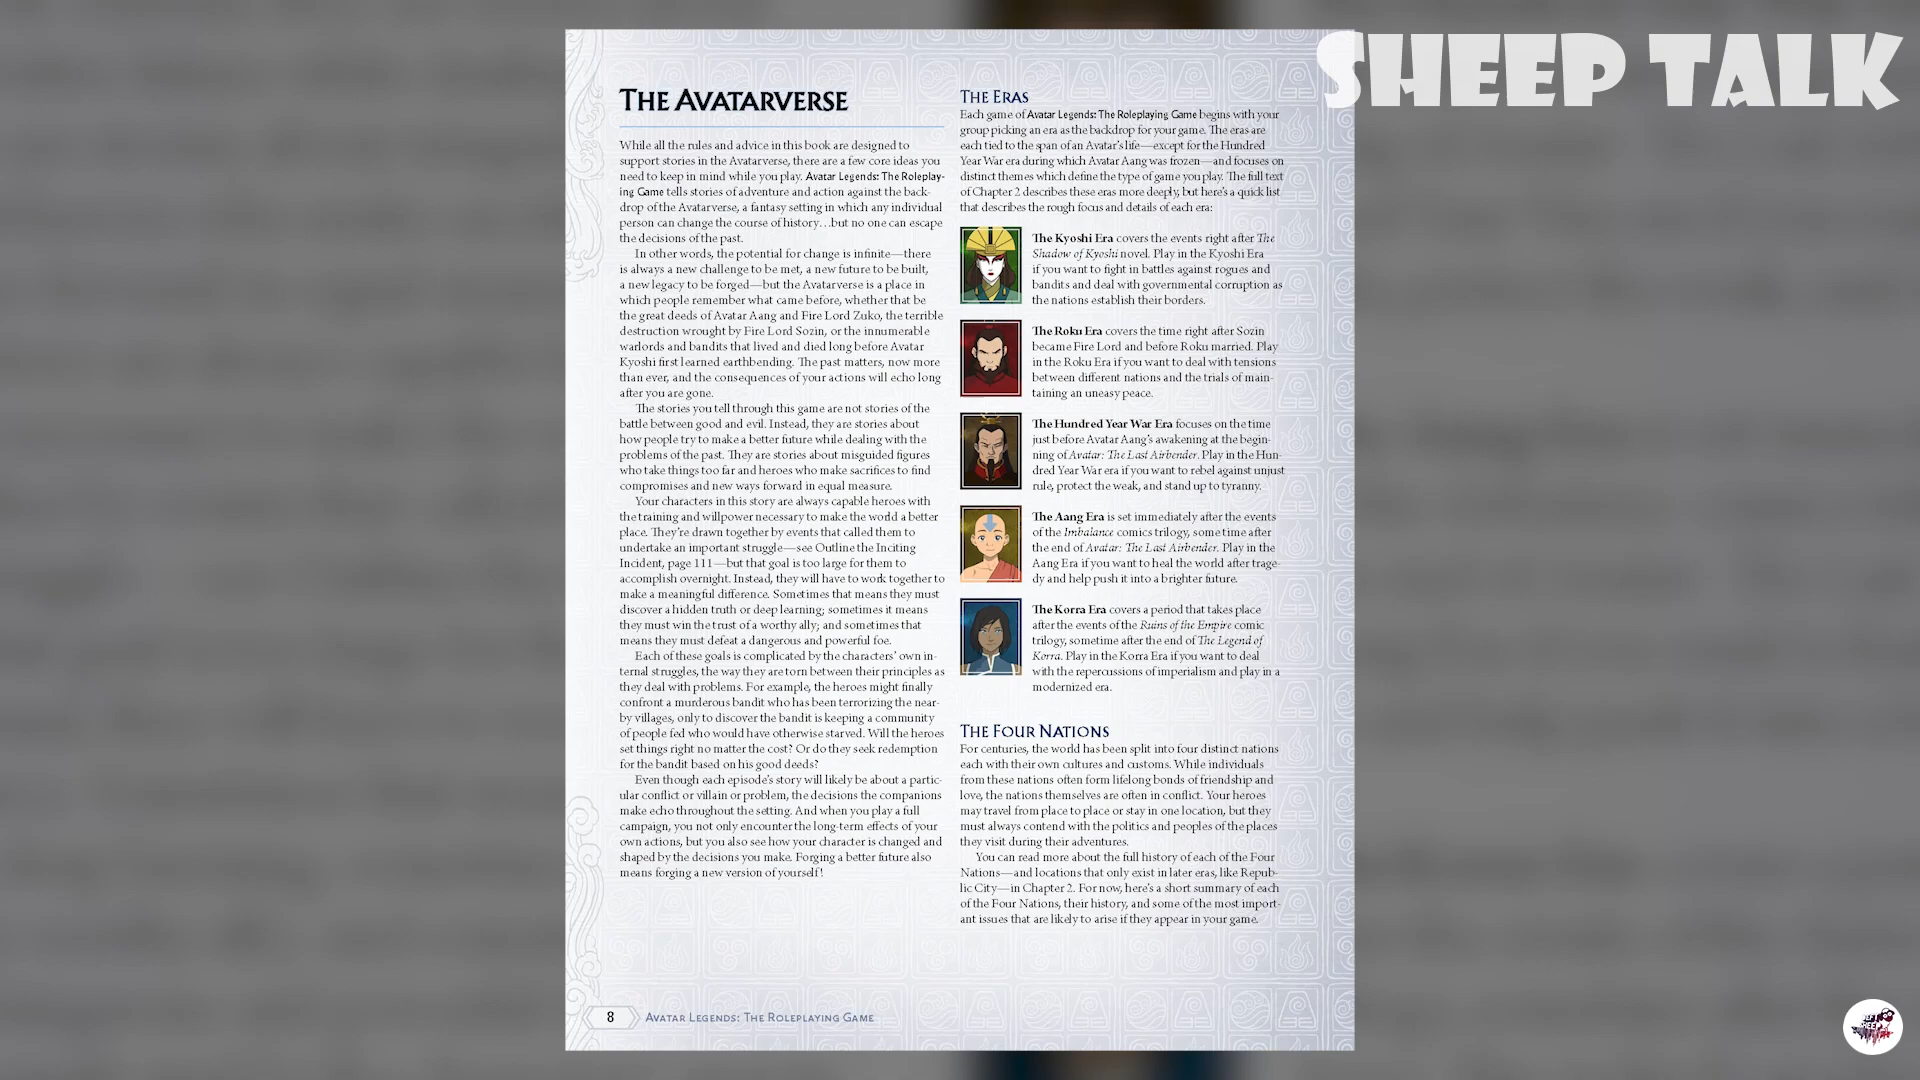 SHEEP TALK
THE AVATARVERSE
While all the rules and advice in this book are designed to
support stories in the Avatarverse, there are a few core ideas you
need to keep in mind while you play. Avatar Legends: The Roleplay-
ing Game tells stories of adventure and action against the back-
drop of the Avatarverse, a fantasy setting in which any individual
person can change the course of history…but no one can escape
the decisions of the past.
In other words, the potential for change is infinite—there
is always a new challenge to be met, a new future to be built,
a new legacy to be forged—but the Avatarverse is a place in
which people remember what came before, whether that be
the great deeds of Avatar Aang and Fire Lord Zuko, the terrible
destruction wrought by Fire Lord Sozin, or the innumerable
warlords and bandits that lived and died long before Avatar
Kyoshi first learned earthbending. The past matters, now more
than ever, and the consequences of your actions will echo long
after you are gone.
The stories you tell through this game are not stories of the
battle between good and evil. Instead, they are stories about
how people try to make a better future while dealing with the
problems of the past. They are stories about misguided figures
who take things too far and heroes who make sacrifices to find
compromises and new ways forward in equal measure.
Your characters in this story are always capable heroes with
the training and willpower necessary to make the world a better
place. They're drawn together by events that called them to
undertake an important struggle—see Outline the Inciting
Incident, page 111—but that goal is too large for them to
accomplish overnight. Instead, they will have to work together to
make a meaningful difference. Sometimes that means they must
discover a hidden truth or deep learning; sometimes it means
they must win the trust of a worthy ally; and sometimes that
means they must defeat a dangerous and powerful foe.
Each of these goals is complicated by the characters' own in-
ternal struggles, the way they are torn between their principles as
they deal with problems. For example, the heroes might finally
confront a murderous bandit who has been terrorizing the near-
by villages, only to discover the bandit is keeping a community
of people fed who would have otherwise starved. Will the heroes
set things right no matter the cost? Or do they seek redemption
for the bandit based on his good deeds?
Even though each episode's story will likely be about a partic-
ular conflict or villain or problem, the decisions the companions
make echo throughout the setting. And when you play a full
campaign, you not only encounter the long-term effects of your
own actions, but you also see how your character is changed and
shaped by the decisions you make. Forging a better future also
means forging a new version of yourself!
THE ERAS
Each game of Avatar Legends: The Roleplaying Game begins with your
group picking an era as the backdrop for your game. The eras are
each tied to the span of an Avatar's life—except for the Hundred
Year War era during which Avatar Aang was frozen—and focuses on
distinct themes which define the type of game you play. The full text
of Chapter 2 describes these eras more deeply, but here's a quick list
that describes the rough focus and details of each era:
The Kyoshi Era covers the events right after The
Shadow of Kyoshi novel. Play in the Kyoshi Era
if you want to fight in battles against rogues and
bandits and deal with governmental corruption as
the nations establish their borders.
The Roku Era covers the time right after Sozin
became Fire Lord and before Roku married. Play
in the Roku Era if you want to deal with tensions
between different nations and the trials of main-
taining an uneasy peace.
The Hundred Year War Era focuses on the time
just before Avatar Aang's awakening at the begin-
ning of Avatar: The Last Airbender. Play in the Hun-
dred Year War era if you want to rebel against unjust
rule, protect the weak, and stand up to tyranny.
The Aang Era is set immediately after the events
of the Imbalance comics trilogy, some time after
the end of Avatar: The Last Airbender. Play in the
Aang Era if you want to heal the world after trage-
dy and help push it into a brighter future.
The Korra Era covers a period that takes place
after the events of the Ruins of the Empire comic
trilogy, sometime after the end of The Legend of
Korra. Play in the Korra Era if you want to deal
with the repercussions of imperialism and play in a
modernized era.
THE FOUR NATIONS
For centuries, the world has been split into four distinct nations
each with their own cultures and customs. While individuals
from these nations often form lifelong bonds of friendship and
love, the nations themselves are often in conflict. Your heroes
may travel from place to place or stay in one location, but they
must always contend with the politics and peoples of the places
they visit during their adventures.
You can read more about the full history of each of the Four
Nations—and locations that only exist in later eras, like Repub-
lic City—in Chapter 2. For now, here's a short summary of each
of the Four Nations, their history, and some of the most import-
ant issues that are likely to arise if they appear in your game.
8
AVATAR LEGENDS: THE ROLEPLAYING GAME